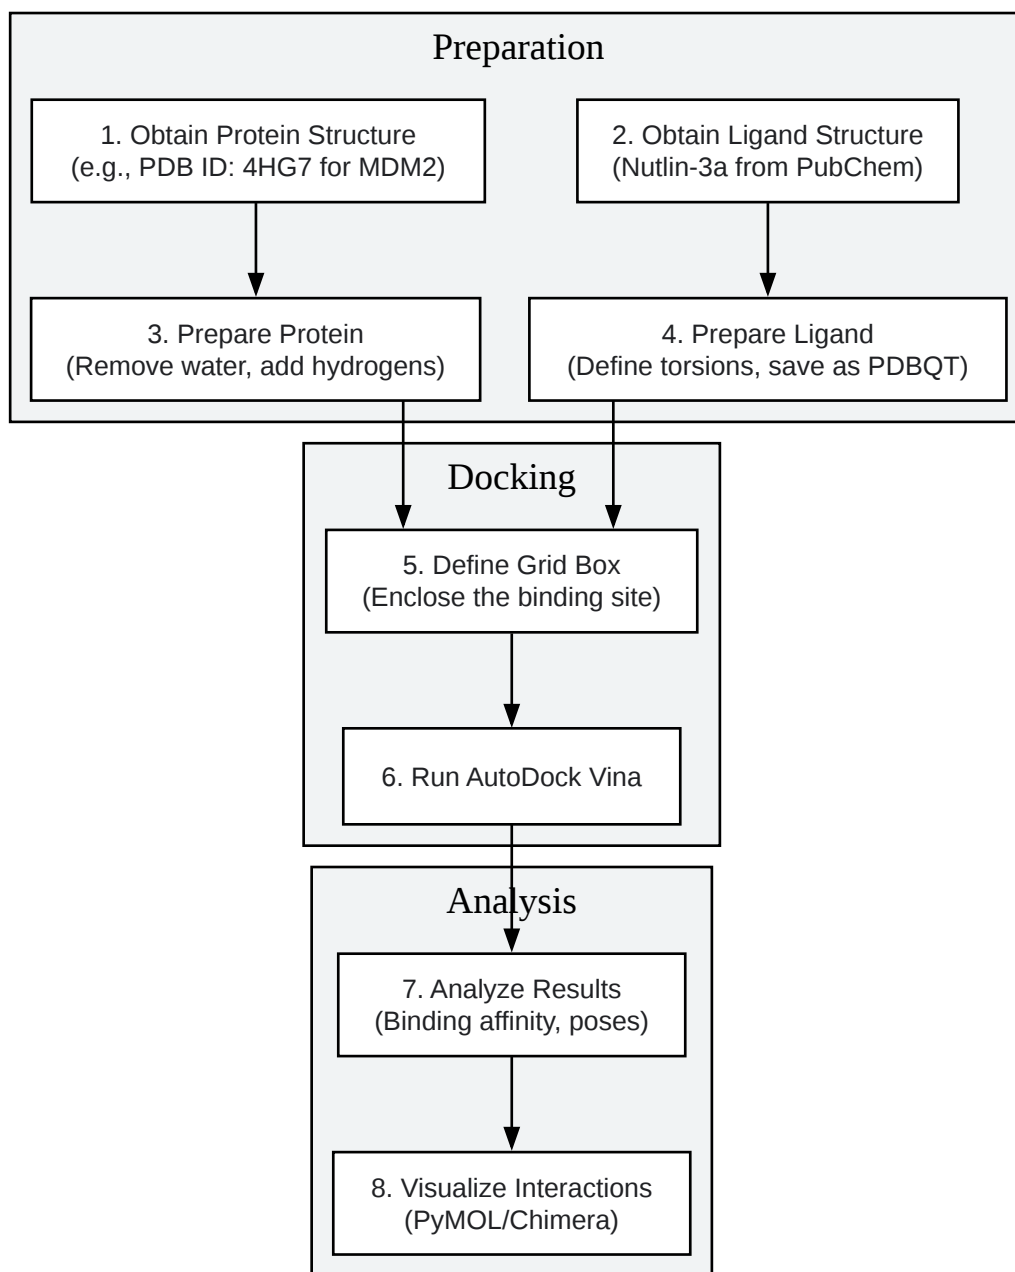 Preparation
1. Obtain Protein Structure
(e.g., PDB ID: 4HG7 for MDM2)
2. Obtain Ligand Structure
(Nutlin-3a from PubChem)
3. Prepare Protein
(Remove water, add hydrogens)
4. Prepare Ligand
(Define torsions, save as PDBQT)
Docking
5. Define Grid Box
(Enclose the binding site)
6. Run AutoDock Vina
Analysis
7. Analyze Results
(Binding affinity, poses)
8. Visualize Interactions
(PyMOL/Chimera)